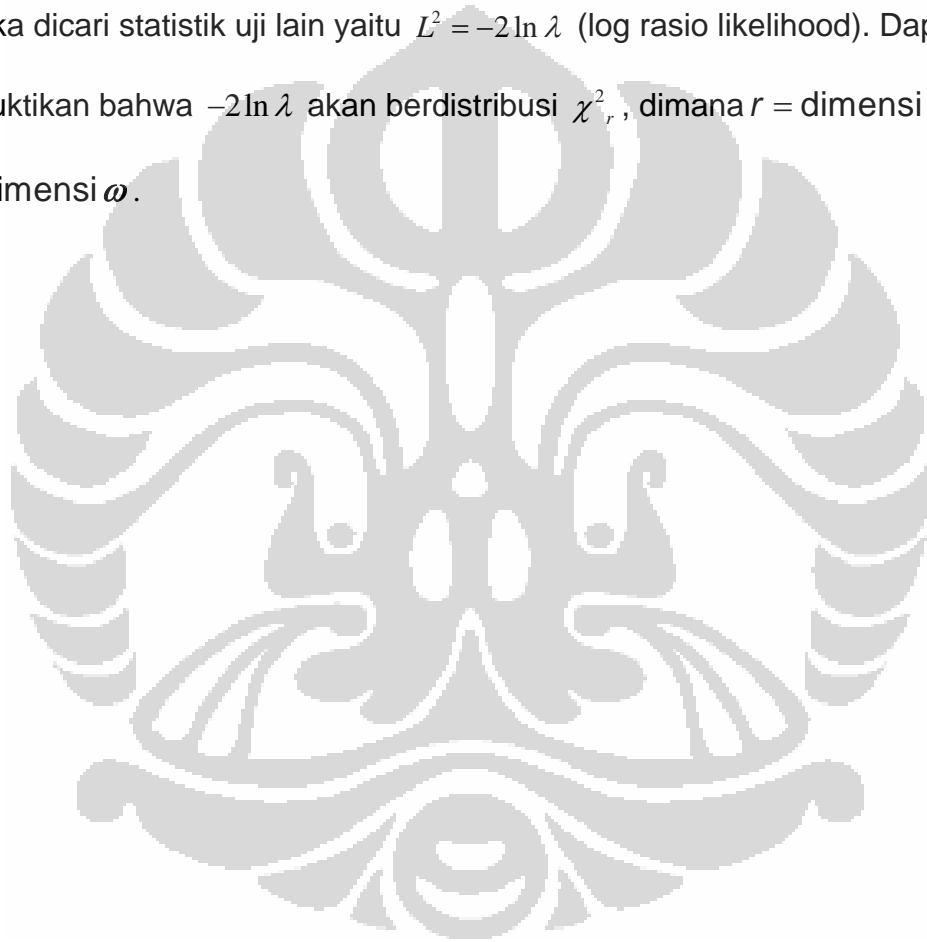 ka dicari statistik uji lain yaitu L² = −2 ln λ (log rasio likelihood). Dap
uktikan bahwa −2 ln λ akan berdistribusi χ²ᵣ, dimana r = dimensi
imensi ω.